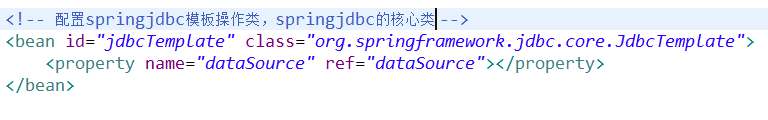 <!-- 配置springjdbc模板操作类，springjdbc的核心类-->
<bean id="jdbcTemplate" class="org.springframework.jdbc.core.JdbcTemplate">
    <property name="dataSource" ref="dataSource"></property>
</bean>